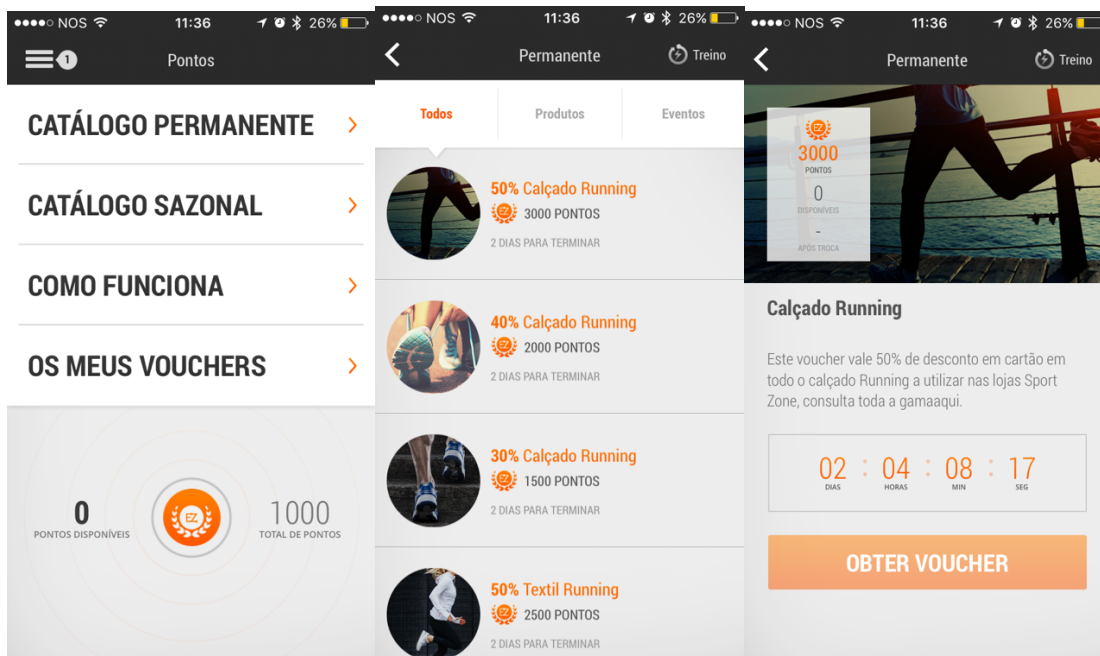 NOS 11:36 26%
1 Pontos
CATÁLOGO PERMANENTE
CATÁLOGO SAZONAL
COMO FUNCIONA
OS MEUS VOUCHERS
0
PONTOS DISPONÍVEIS
EZ
1000
TOTAL DE PONTOS
NOS 11:36 26%
Permanente Treino
Todos Produtos Eventos
50% Calçado Running
EZ 3000 PONTOS
2 DIAS PARA TERMINAR
40% Calçado Running
EZ 2000 PONTOS
2 DIAS PARA TERMINAR
30% Calçado Running
EZ 1500 PONTOS
2 DIAS PARA TERMINAR
50% Textil Running
EZ 2500 PONTOS
2 DIAS PARA TERMINAR
NOS 11:36 26%
Permanente Treino
EZ
3000
PONTOS
0
DISPONÍVEIS
-
APÓS TROCA
Calçado Running
Este voucher vale 50% de desconto em cartão em
todo o calçado Running a utilizar nas lojas Sport
Zone, consulta toda a gamaaqui.
02 : 04 : 08 : 17
DIAS HORAS MIN SEG
OBTER VOUCHER